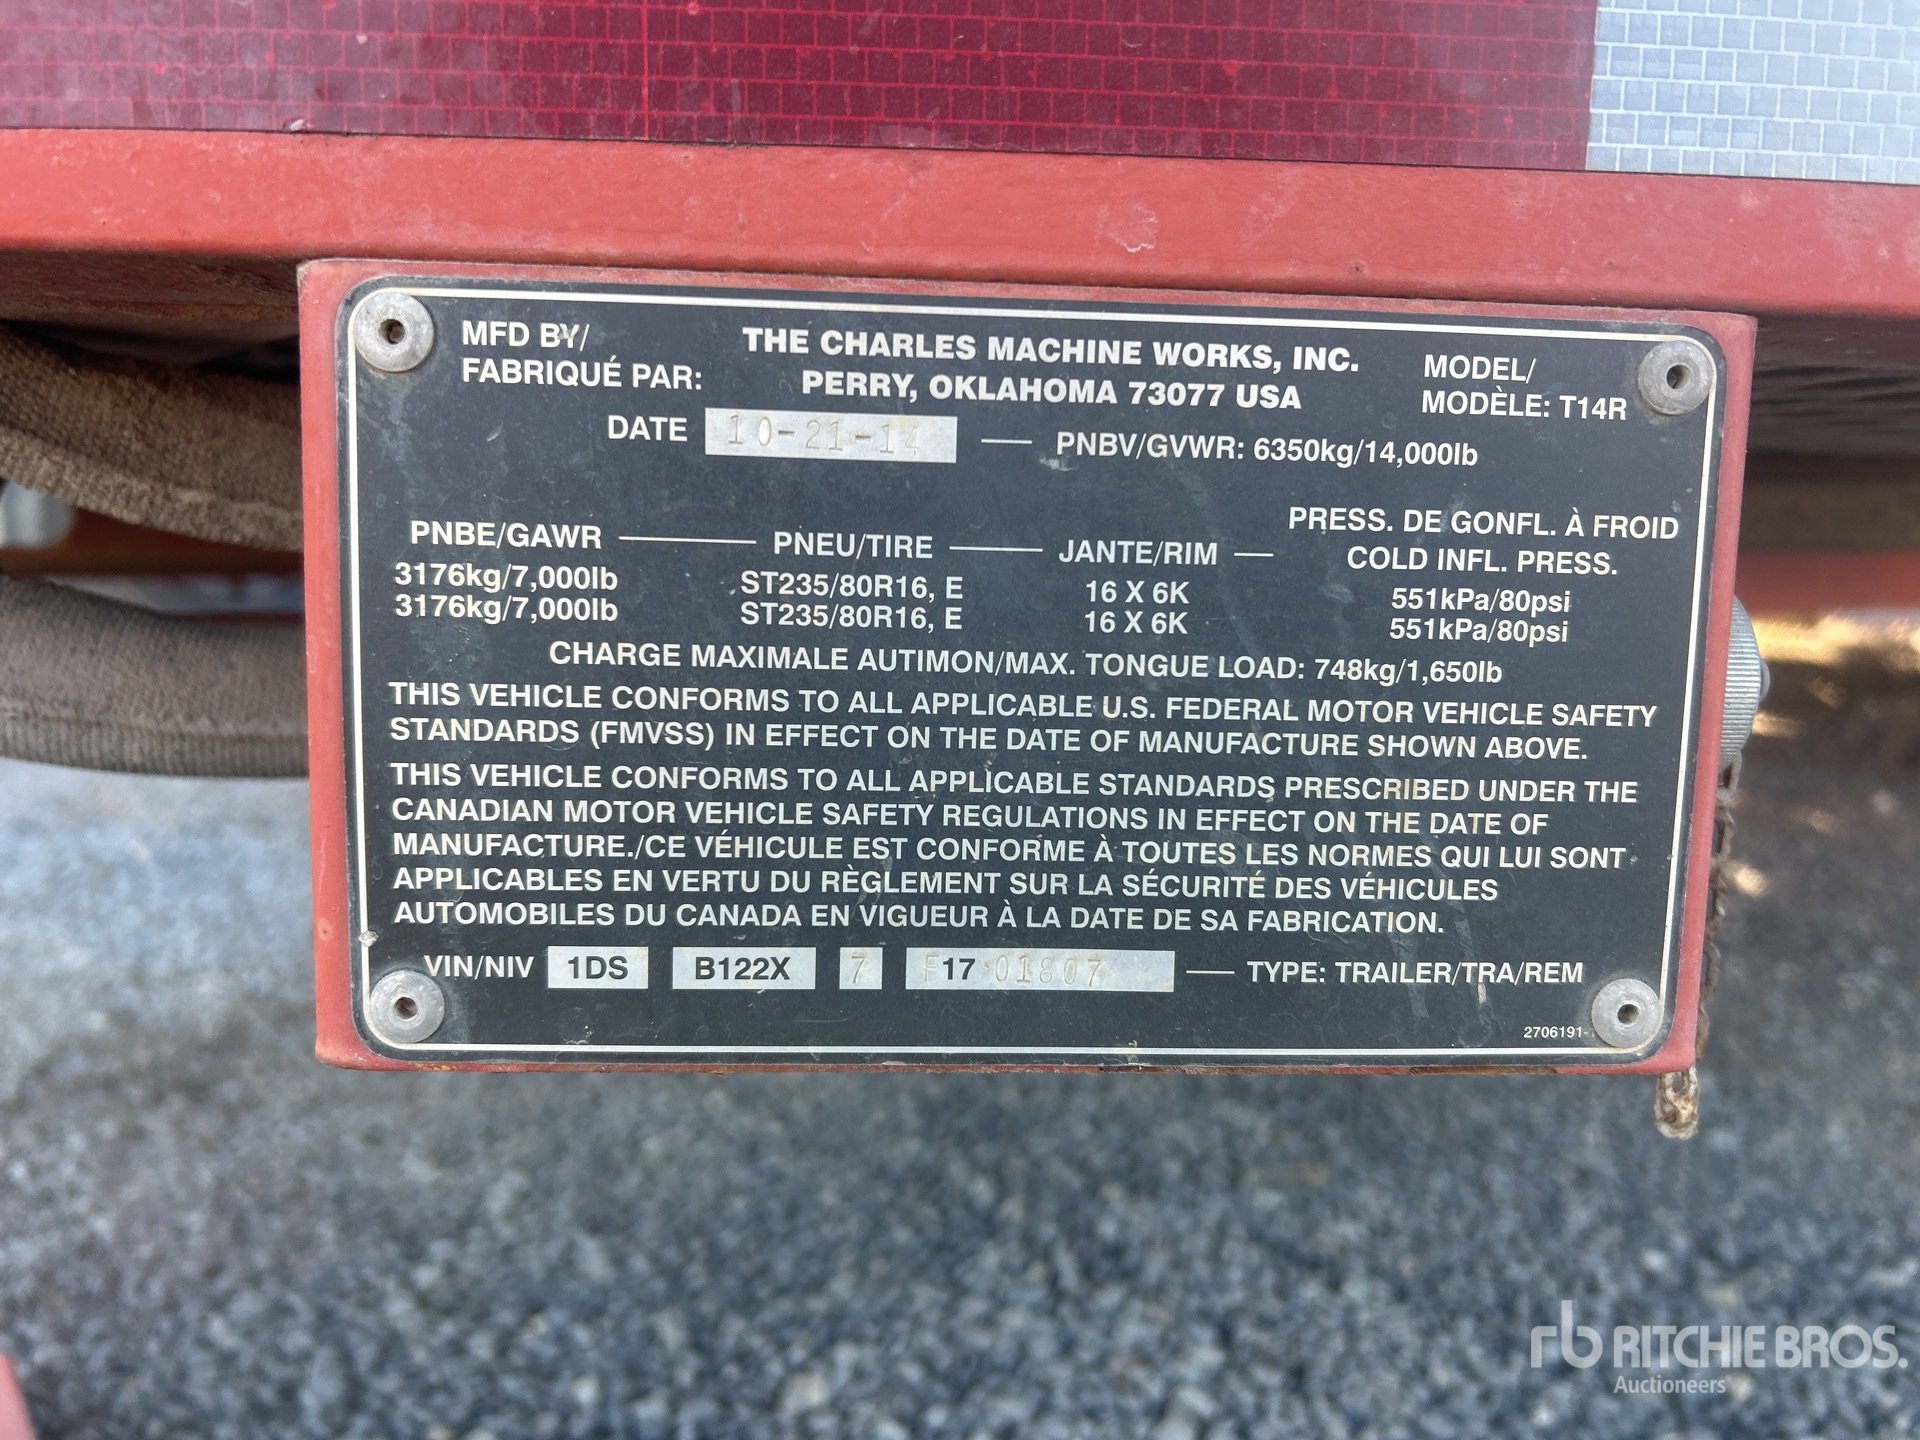 MFD BY/ THE CHARLES MACHINE WORKS, INC. MODEL/
FABRIQUÉ PAR: PERRY, OKLAHOMA 73077 USA MODÈLE: T14R
DATE 10-21-14 — PNBV/GVWR: 6350kg/14,000lb
PRESS. DE GONFL. À FROID
PNBE/GAWR — PNEU/TIRE — JANTE/RIM — COLD INFL. PRESS.
3176kg/7,000lb ST235/80R16, E 16 X 6K 551kPa/80psi
3176kg/7,000lb ST235/80R16, E 16 X 6K 551kPa/80psi
CHARGE MAXIMALE AUTIMON/MAX. TONGUE LOAD: 748kg/1,650lb
THIS VEHICLE CONFORMS TO ALL APPLICABLE U.S. FEDERAL MOTOR VEHICLE SAFETY
STANDARDS (FMVSS) IN EFFECT ON THE DATE OF MANUFACTURE SHOWN ABOVE.
THIS VEHICLE CONFORMS TO ALL APPLICABLE STANDARDS PRESCRIBED UNDER THE
CANADIAN MOTOR VEHICLE SAFETY REGULATIONS IN EFFECT ON THE DATE OF
MANUFACTURE./CE VÉHICULE EST CONFORME À TOUTES LES NORMES QUI LUI SONT
APPLICABLES EN VERTU DU RÈGLEMENT SUR LA SÉCURITÉ DES VÉHICULES
AUTOMOBILES DU CANADA EN VIGUEUR À LA DATE DE SA FABRICATION.
VIN/NIV 1DS B122X 7 F17 01807 — TYPE: TRAILER/TRA/REM
2706191-
rb RITCHIE BROS.
Auctioneers